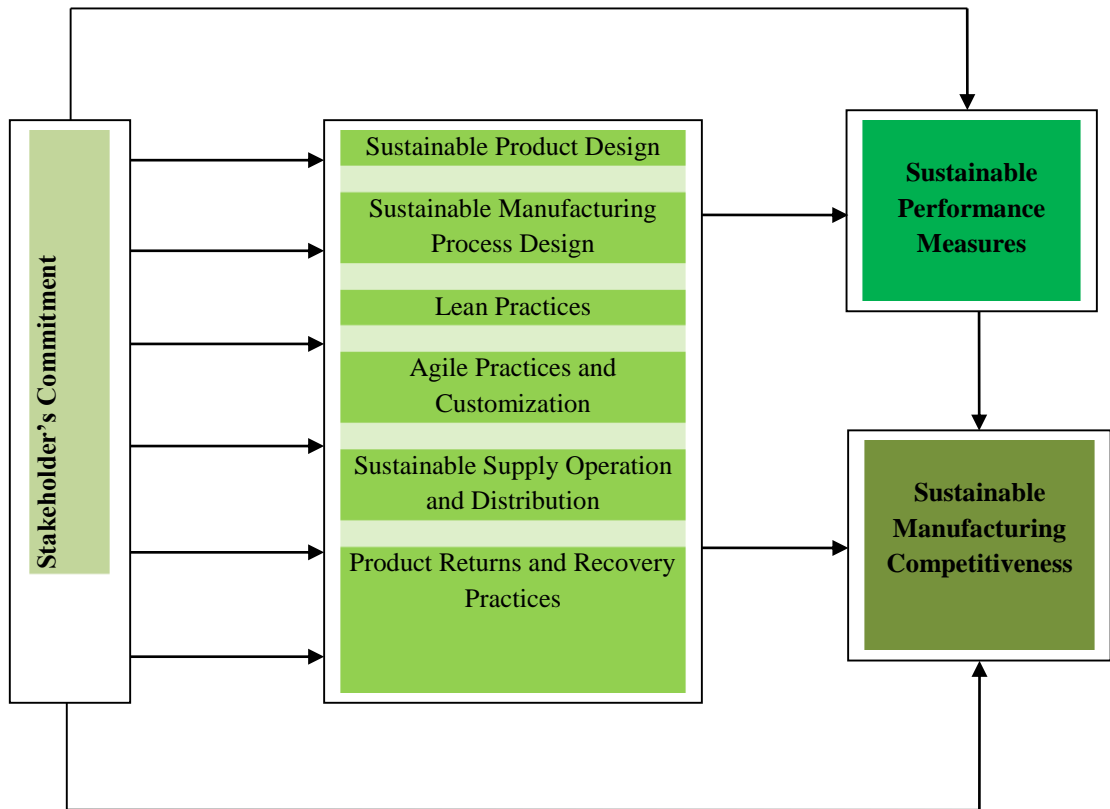 Stakeholder’s Commitment
Sustainable Product Design
Sustainable Manufacturing
Process Design
Lean Practices
Agile Practices and
Customization
Sustainable Supply Operation
and Distribution
Product Returns and Recovery
Practices
Sustainable
Performance
Measures
Sustainable
Manufacturing
Competitiveness